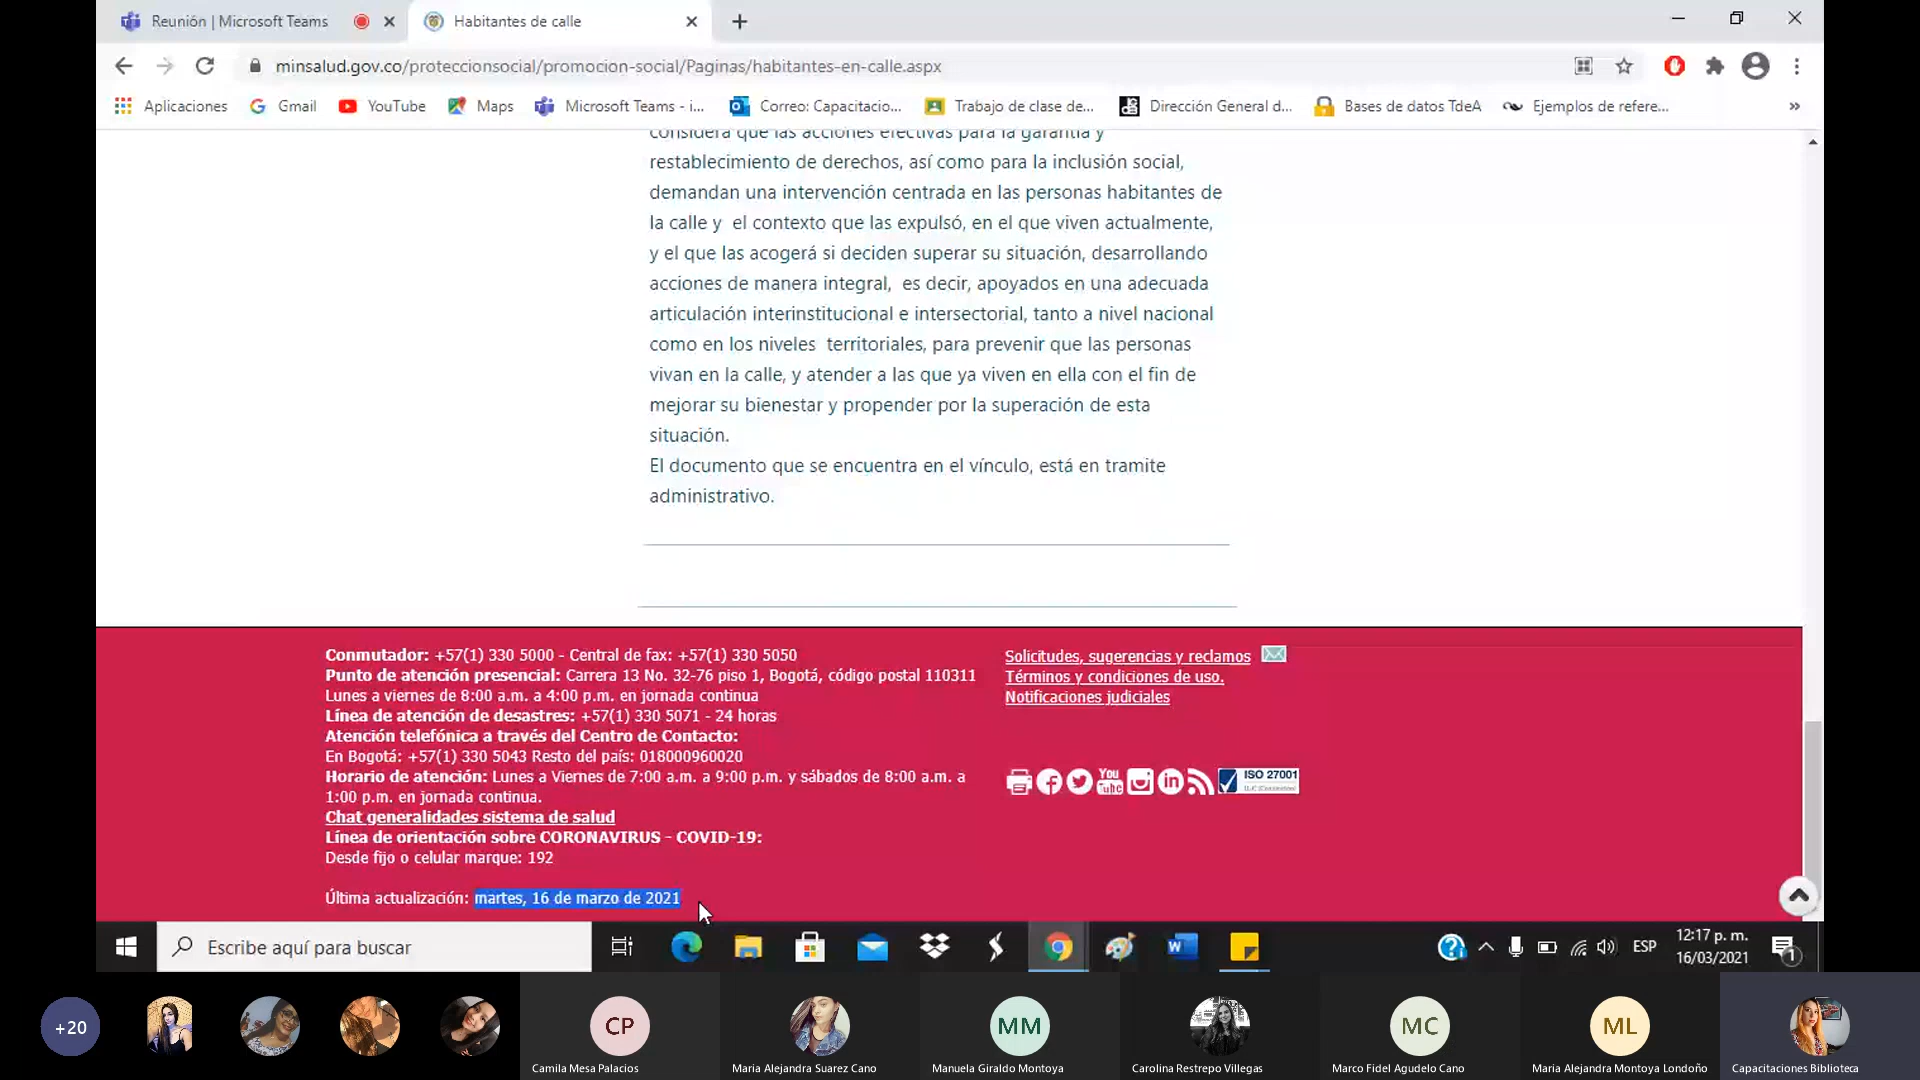 Reunión | Microsoft Teams
Habitantes de calle
minsalud.gov.co/proteccionsocial/promocion-social/Paginas/habitantes-en-calle.aspx
Aplicaciones
Gmail
YouTube
Maps
Microsoft Teams - i...
Correo: Capacitacio...
Trabajo de clase de...
Dirección General d...
Bases de datos TdeA
Ejemplos de refere...
»
considera que las acciones efectivas para la garantía y
restablecimiento de derechos, así como para la inclusión social,
demandan una intervención centrada en las personas habitantes de
la calle y  el contexto que las expulsó, en el que viven actualmente,
y el que las acogerá si deciden superar su situación, desarrollando
acciones de manera integral,  es decir, apoyados en una adecuada
articulación interinstitucional e intersectorial, tanto a nivel nacional
como en los niveles  territoriales, para prevenir que las personas
vivan en la calle, y atender a las que ya viven en ella con el fin de
mejorar su bienestar y propender por la superación de esta
situación.
El documento que se encuentra en el vínculo, está en tramite
administrativo.
Conmutador: +57(1) 330 5000 - Central de fax: +57(1) 330 5050
Punto de atención presencial: Carrera 13 No. 32-76 piso 1, Bogotá, código postal 110311
Lunes a viernes de 8:00 a.m. a 4:00 p.m. en jornada continua
Línea de atención de desastres: +57(1) 330 5071 - 24 horas
Atención telefónica a través del Centro de Contacto:
En Bogotá: +57(1) 330 5043 Resto del país: 018000960020
Horario de atención: Lunes a Viernes de 7:00 a.m. a 9:00 p.m. y sábados de 8:00 a.m. a
1:00 p.m. en jornada continua.
Chat generalidades sistema de salud
Línea de orientación sobre CORONAVIRUS - COVID-19:
Desde fijo o celular marque: 192
Última actualización: martes, 16 de marzo de 2021
Solicitudes, sugerencias y reclamos
Términos y condiciones de uso.
Notificaciones judiciales
You Tube
in
ISO 27001
Escribe aquí para buscar
ESP
12:17 p. m.
16/03/2021
1
+20
CP
MM
MC
ML
Camila Mesa Palacios
Maria Alejandra Suarez Cano
Manuela Giraldo Montoya
Carolina Restrepo Villegas
Marco Fidel Agudelo Cano
Maria Alejandra Montoya Londoño
Capacitaciones Biblioteca